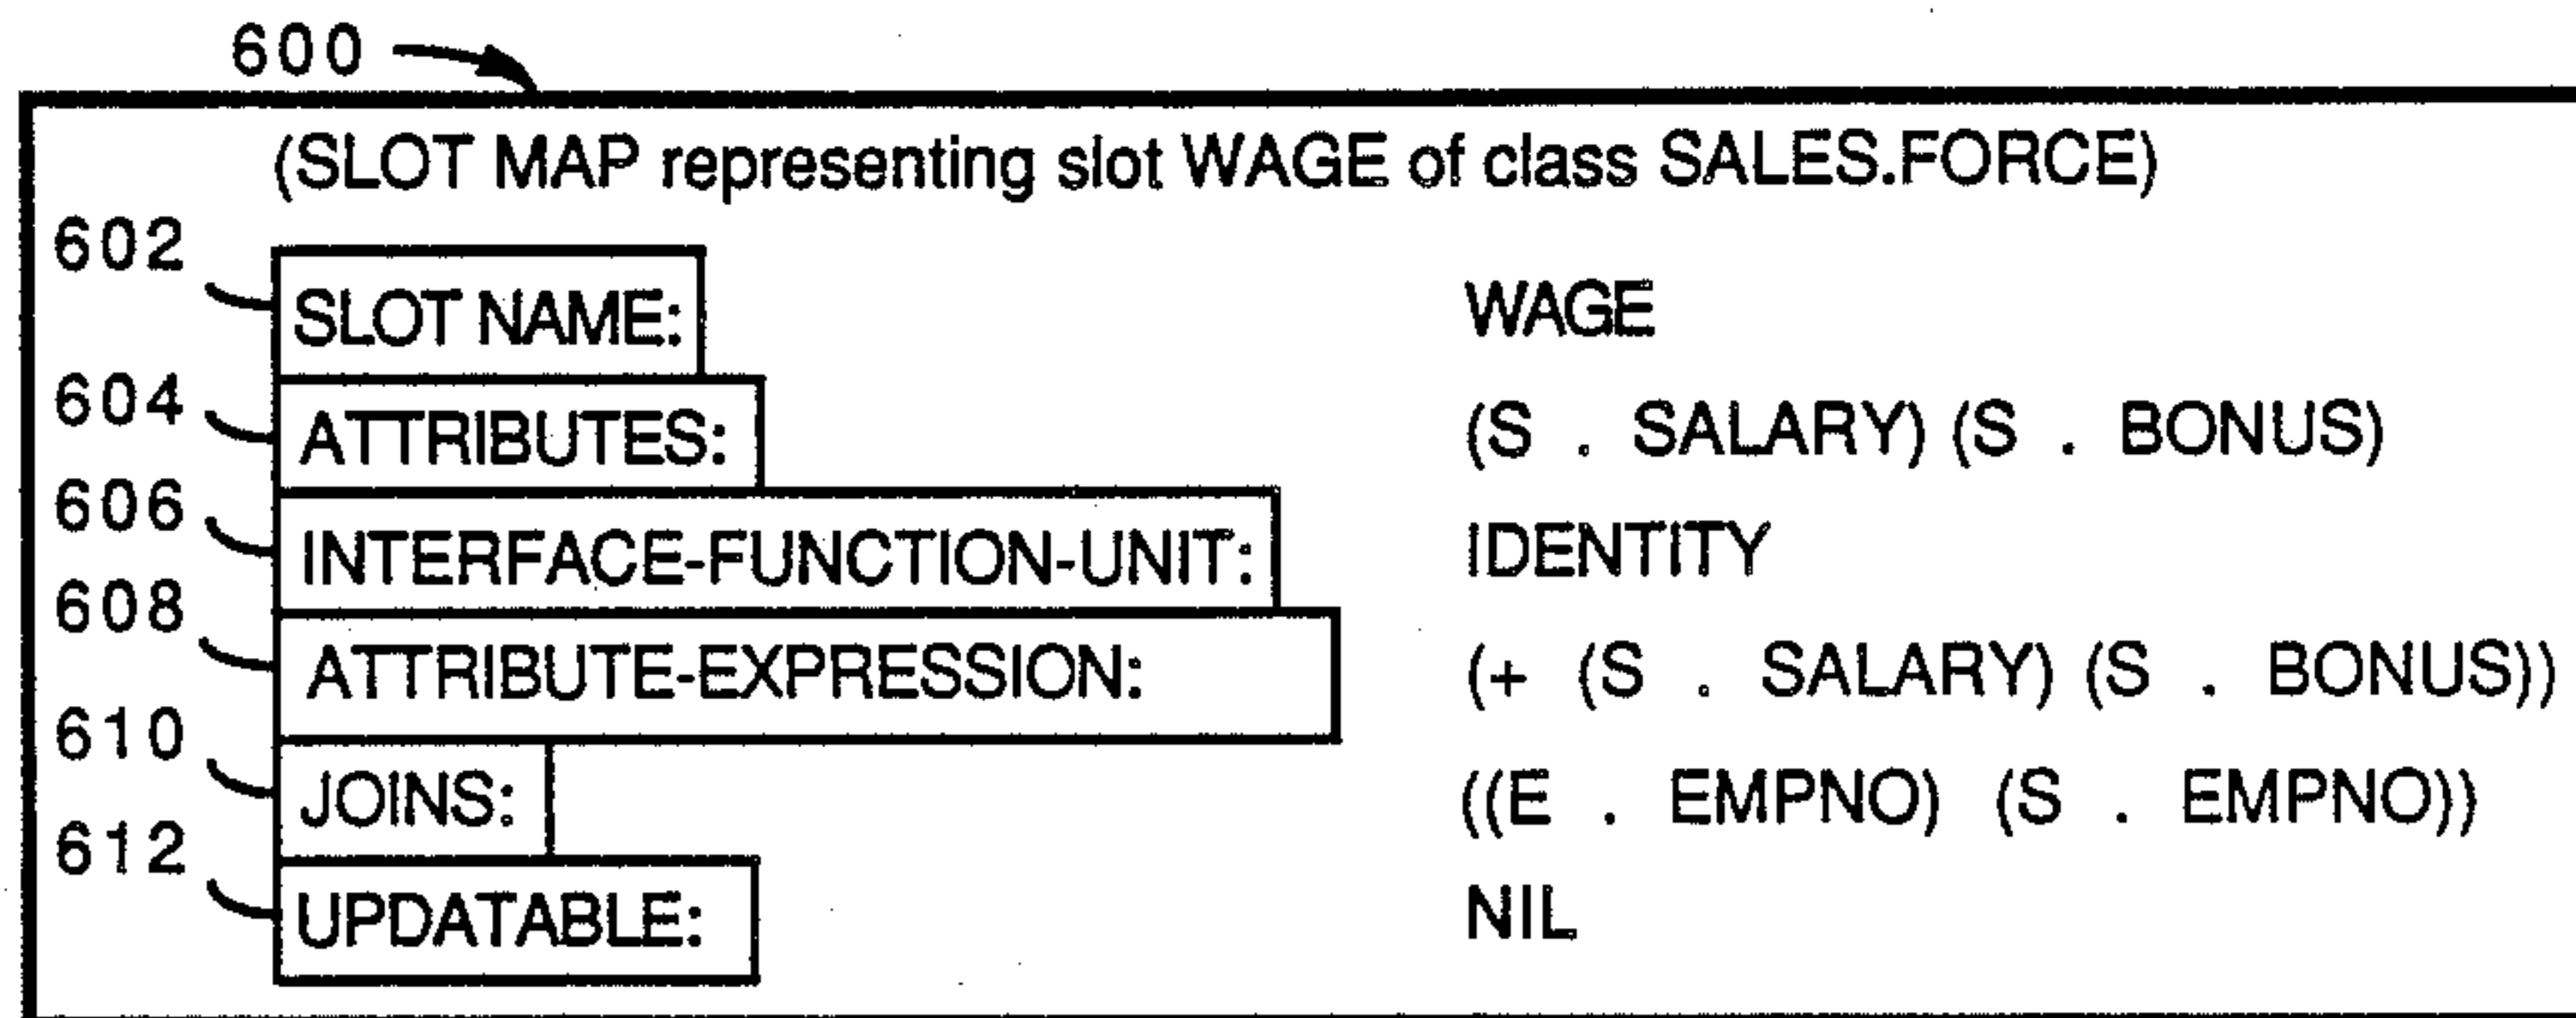 600
(SLOT MAP representing slot WAGE of class SALES.FORCE)
602 SLOT NAME: WAGE
604 ATTRIBUTES: (S . SALARY) (S . BONUS)
606 INTERFACE-FUNCTION-UNIT: IDENTITY
608 ATTRIBUTE-EXPRESSION: (+ (S . SALARY) (S . BONUS))
610 JOINS: ((E . EMPNO) (S . EMPNO))
612 UPDATABLE: NIL